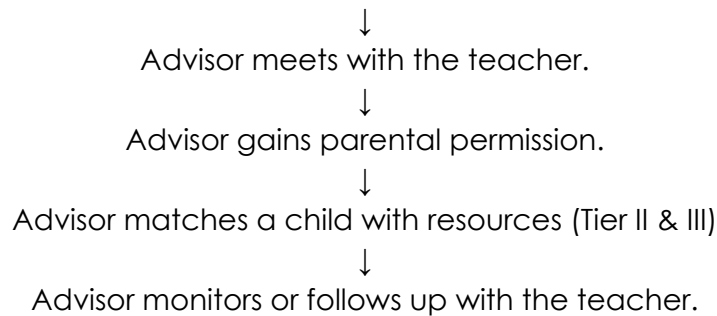 ↓
Advisor meets with the teacher.
↓
Advisor gains parental permission.
↓
Advisor matches a child with resources (Tier II & III)
↓
Advisor monitors or follows up with the teacher.